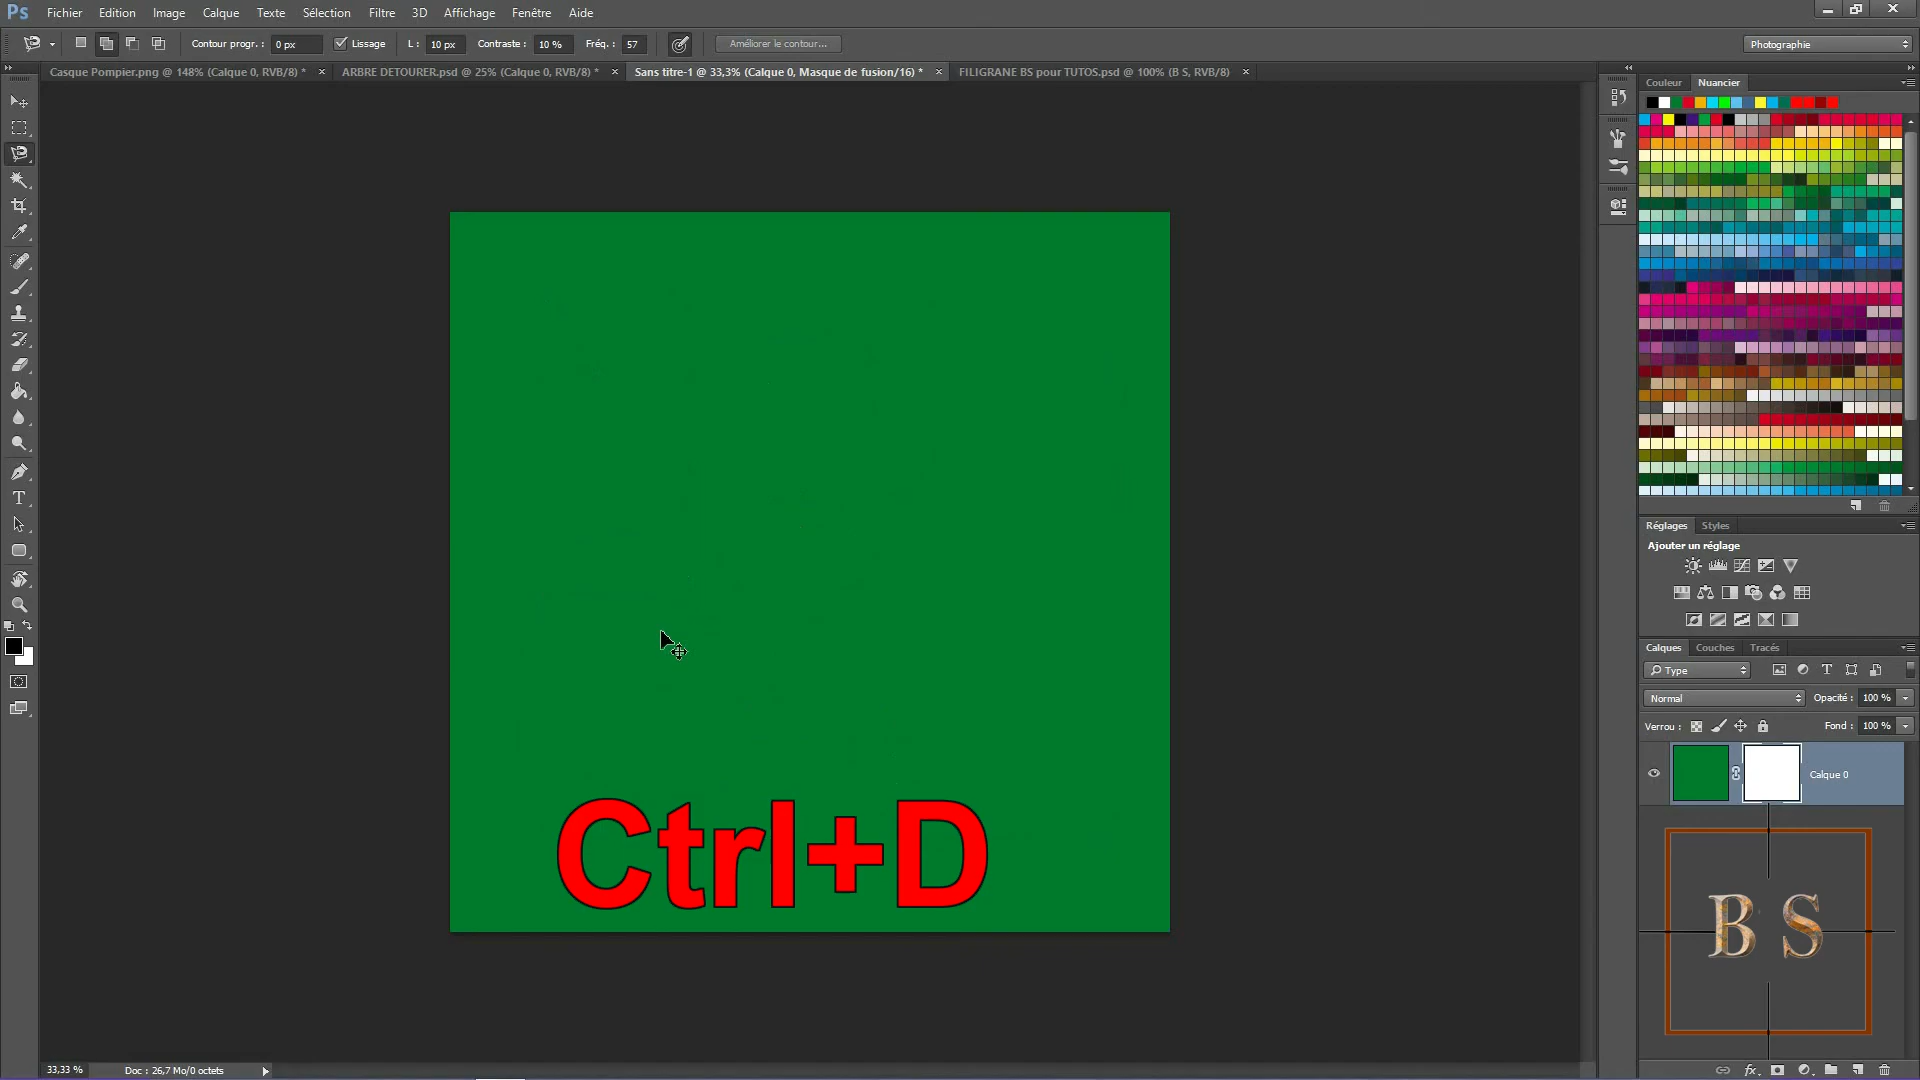 Ps Fichier Edition Image Calque Texte Sélection Filtre 3D Affichage Fenêtre Aide
Contour progr. : 0 px Lissage L : 10 px Contraste : 10 % Fréq. : 57 Améliorer le contour... Photographie
Casque Pompier.png @ 148% (Calque 0, RVB/8) * ARBRE DETOURER.psd @ 25% (Calque 0, RVB/8) * Sans titre-1 @ 33,3% (Calque 0, Masque de fusion/16) * FILIGRANE BS pour TUTOS.psd @ 100% (B S, RVB/8)
Couleur Nuancier
Réglages Styles
Ajouter un réglage
Calques Couches Tracés
Type
Normal Opacité : 100 %
Verrou : Fond : 100 %
Calque 0
Ctrl+D
B S
33,33 % Doc : 26,7 Mo/0 octets
fx